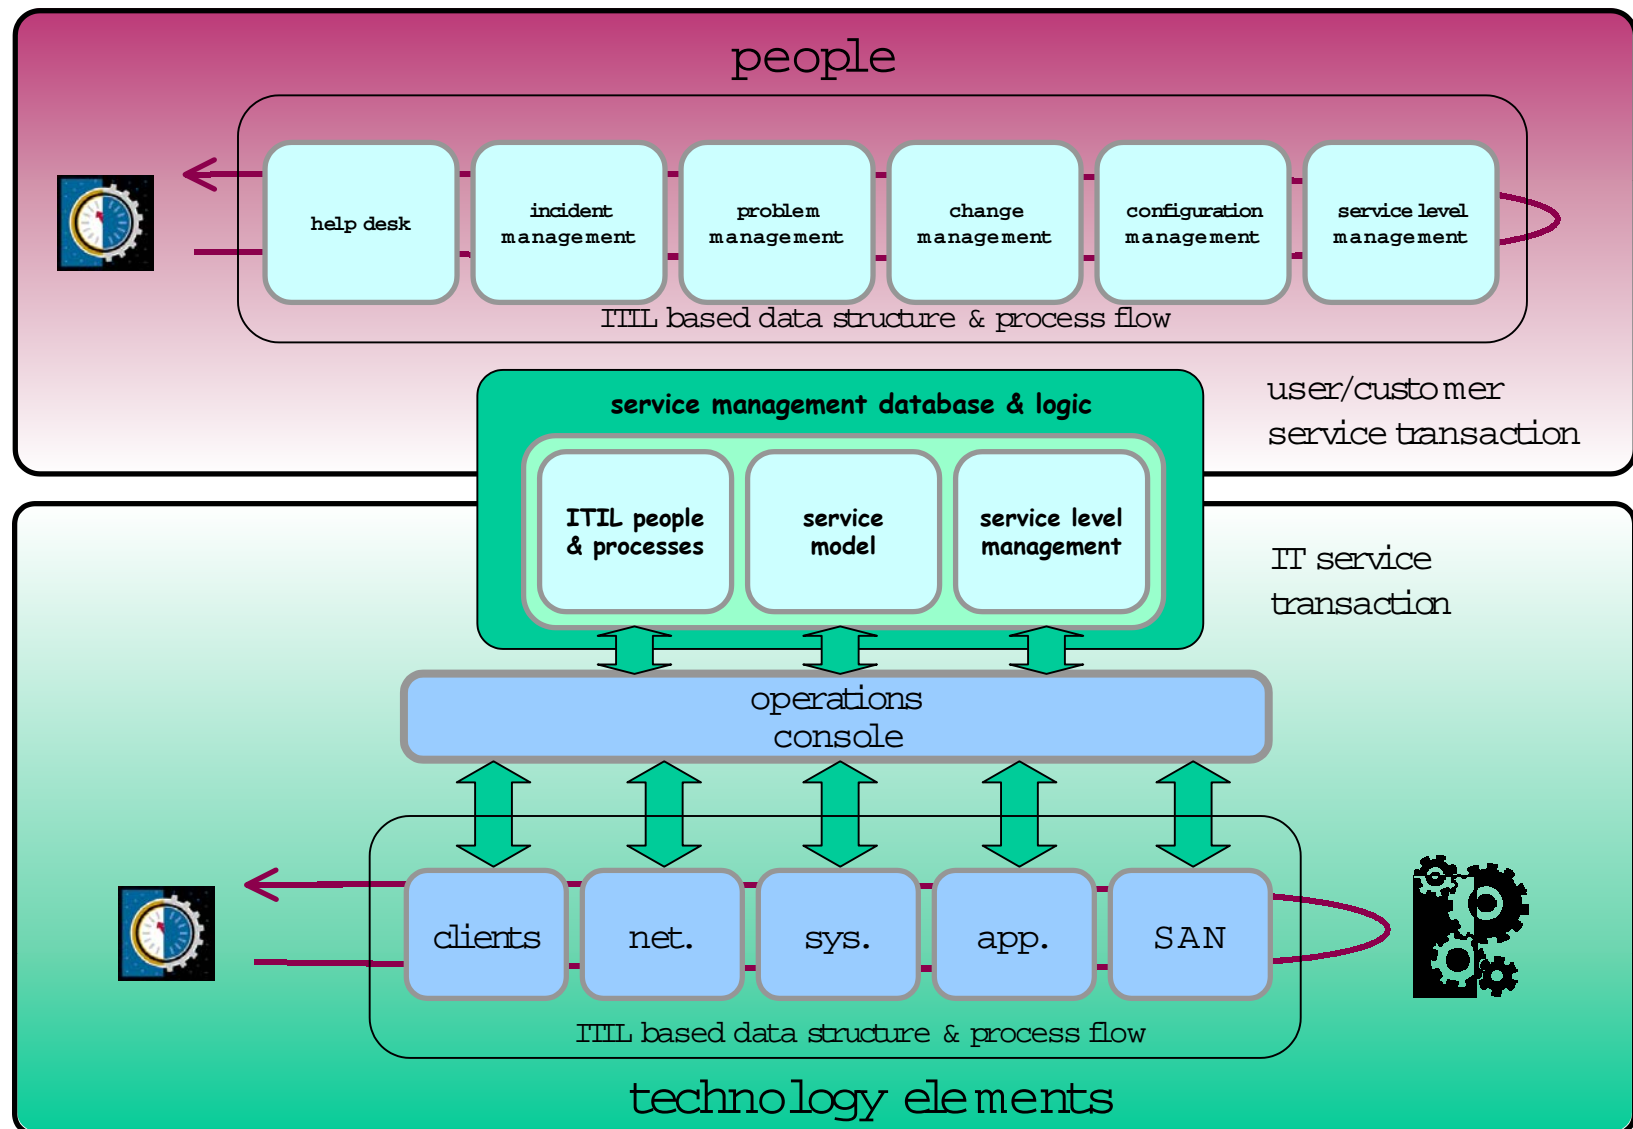 people
help desk
incident
management
problem
management
change
management
configuration
management
service level
management
ITIL based data structure & process flow
user/customer
service transaction
service management database & logic
ITIL people
& processes
service
model
service level
management
IT service
transaction
operations
console
clients
net.
sys.
app.
SAN
ITIL based data structure & process flow
technology elements